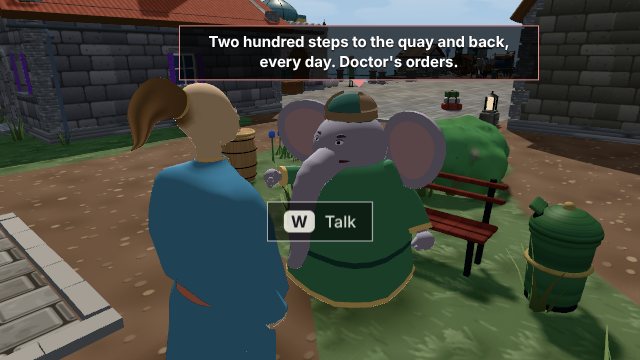 Two hundred steps to the quay and back,
every day. Doctor's orders.
W Talk